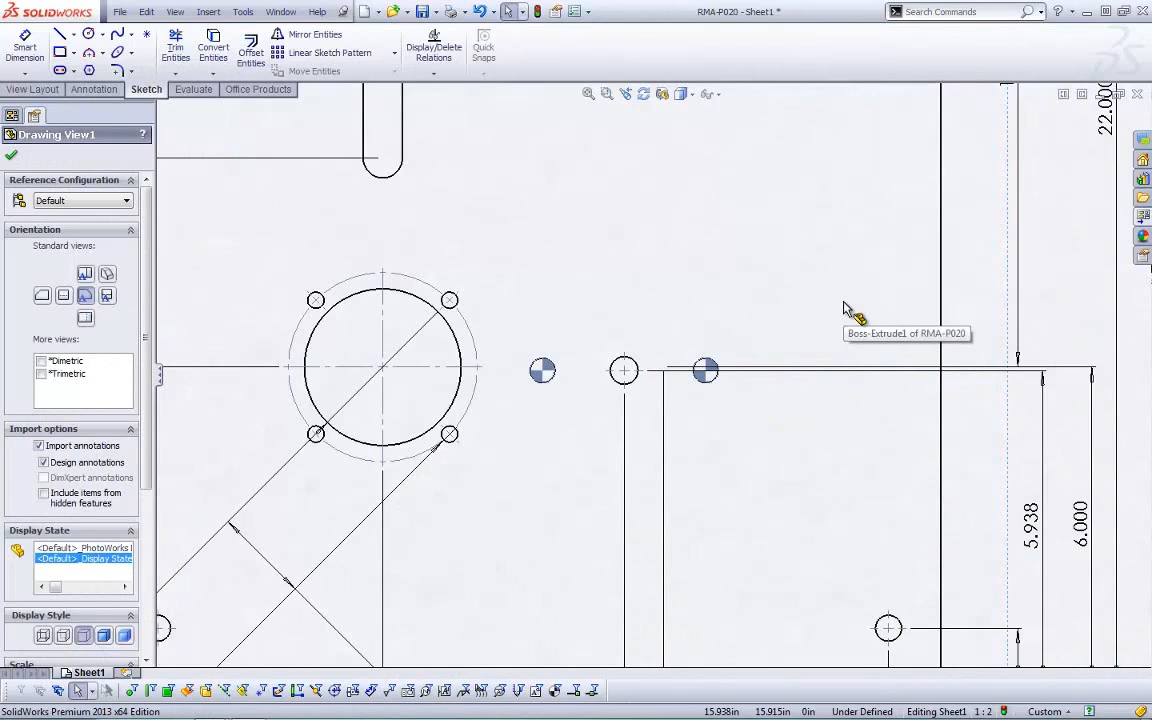 SOLIDWORKS File Edit View Insert Tools Window Help RMA-P020 - Sheet1 * Search Commands ?
Smart Dimension
Trim Entities
Convert Entities
Offset Entities
Mirror Entities
Linear Sketch Pattern
Move Entities
Display/Delete Relations
Quick Snaps
View Layout Annotation Sketch Evaluate Office Products
Drawing View1 ?
Reference Configuration
Default
Orientation
Standard views:
More views:
*Dimetric
*Trimetric
Import options
Import annotations
Design annotations
DimXpert annotations
Include items from
hidden features
Display State
<Default>_PhotoWorks
<Default>_Display State
Display Style
Scale
22.000
Boss-Extrude1 of RMA-P020
5.938
6.000
Sheet1
SolidWorks Premium 2013 x64 Edition 15.938in 15.915in 0in Under Defined Editing Sheet1 1 : 2 Custom ?